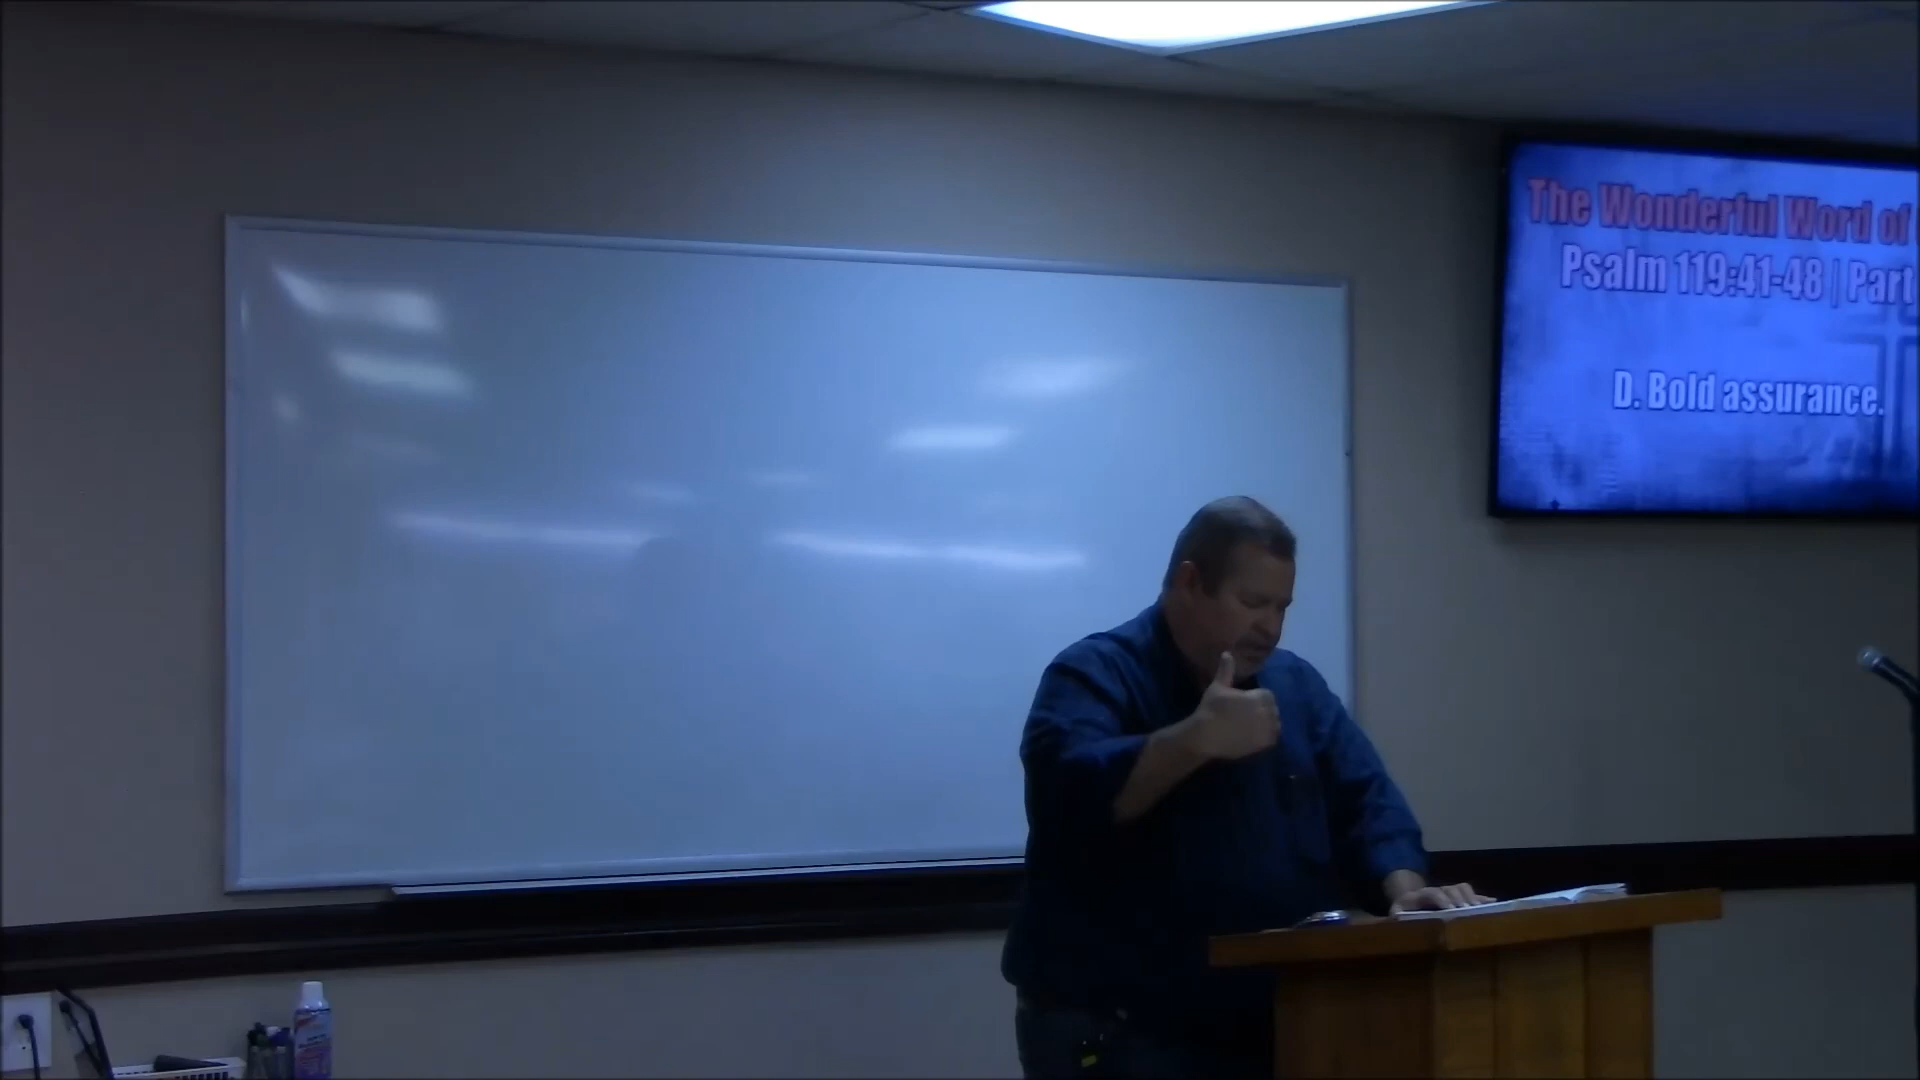 The Wonderful Word of
Psalm 119:41-48 | Part
D. Bold assurance.